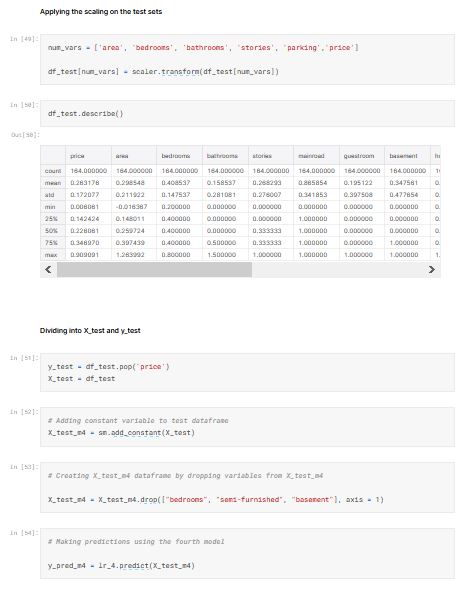 Applying the scaling on the test sets
In [49]:
num_vars = ['area', 'bedrooms', 'bathrooms', 'stories', 'parking','price']
df_test[num_vars] = scaler.transform(df_test[num_vars])
In [50]:
df_test.describe()
Out[50]:
price area bedrooms bathrooms stories mainroad guestroom basement h
count 164.000000 164.000000 164.000000 164.000000 164.000000 164.000000 164.000000 164.000000 1
mean 0.263176 0.298548 0.408537 0.158537 0.268293 0.865854 0.195122 0.347561 0.
std 0.172077 0.211922 0.147537 0.281081 0.276007 0.341853 0.397508 0.477654 0.
min 0.006061 -0.016367 0.200000 0.000000 0.000000 0.000000 0.000000 0.000000 0.
25% 0.142424 0.148011 0.400000 0.000000 0.000000 1.000000 0.000000 0.000000 0.
50% 0.226061 0.259724 0.400000 0.000000 0.333333 1.000000 0.000000 0.000000 0.
75% 0.346970 0.397439 0.400000 0.500000 0.333333 1.000000 0.000000 1.000000 0.
max 0.909091 1.263992 0.800000 1.500000 1.000000 1.000000 1.000000 1.000000 1.
Dividing into X_test and y_test
In [51]:
y_test = df_test.pop('price')
X_test = df_test
In [52]:
# Adding constant variable to test dataframe
X_test_m4 = sm.add_constant(X_test)
In [53]:
# Creating X_test_m4 dataframe by dropping variables from X_test_m4
X_test_m4 = X_test_m4.drop(["bedrooms", "semi-furnished", "basement"], axis = 1)
In [54]:
# Making predictions using the fourth model
y_pred_m4 = lr_4.predict(X_test_m4)